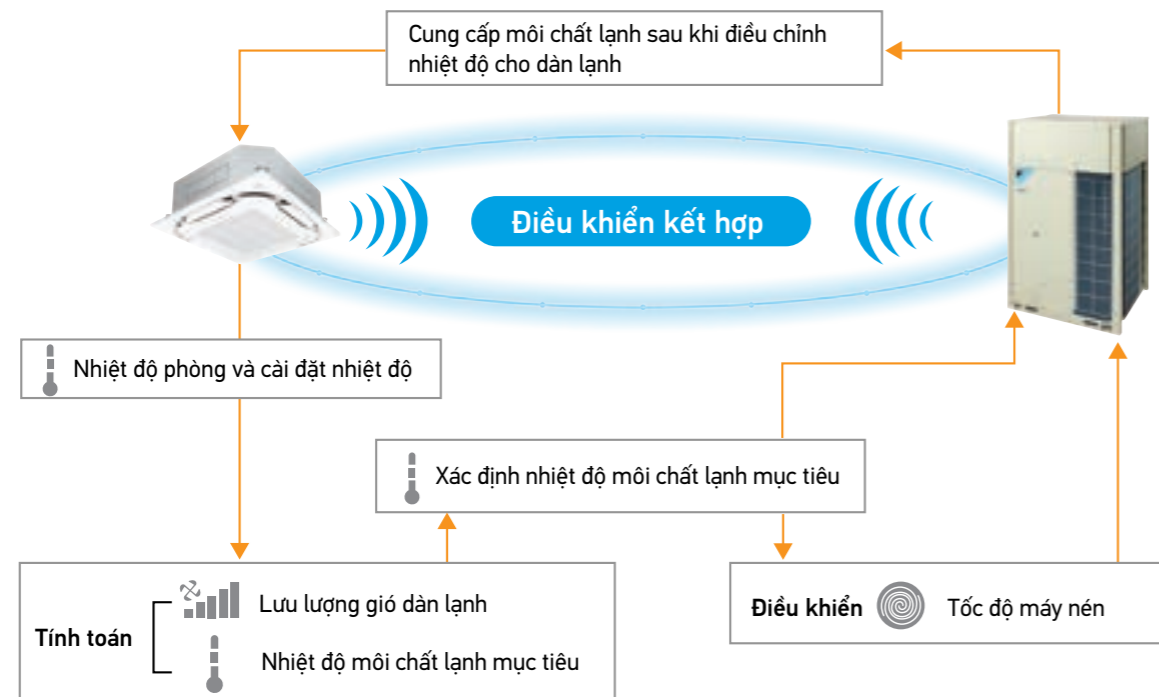 Cung cấp môi chất lạnh sau khi điều chỉnh
nhiệt độ cho dàn lạnh
Điều khiển kết hợp
Nhiệt độ phòng và cài đặt nhiệt độ
Xác định nhiệt độ môi chất lạnh mục tiêu
Tính toán
Lưu lượng gió dàn lạnh
Nhiệt độ môi chất lạnh mục tiêu
Điều khiển
Tốc độ máy nén